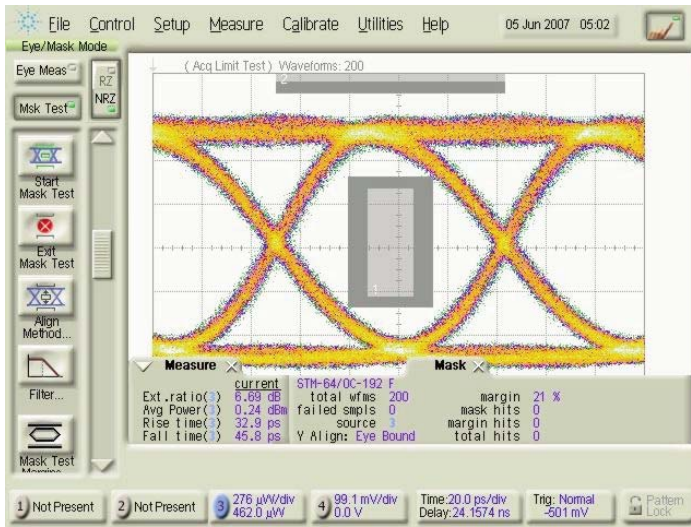 File Control Setup Measure Calibrate Utilities Help 05 Jun 2007 05:02
Eye/Mask Mode
Eye Meas
RZ
NRZ
Msk Test
(Acq Limit Test) Waveforms: 200
2
1
Start
Mask Test
Exit
Mask Test
Align
Method...
Filter...
Mask Test
Measure
Mask
current
Ext.ratio(3) 6.69 dB
Avg Power(3) 0.24 dBm
Rise time(3) 32.9 ps
Fall time(3) 45.8 ps
STM-64/OC-192 F
total wfms 200
failed smpls 0
source 3
Y Align: Eye Bound
margin 21 %
mask hits 0
margin hits 0
total hits 0
1 Not Present
2 Not Present
3 276 µW/div
462.0 µW
4 99.1 mV/div
0.0 V
Time:20.0 ps/div
Delay:24.1574 ns
Trig: Normal
-501 mV
Pattern
Lock